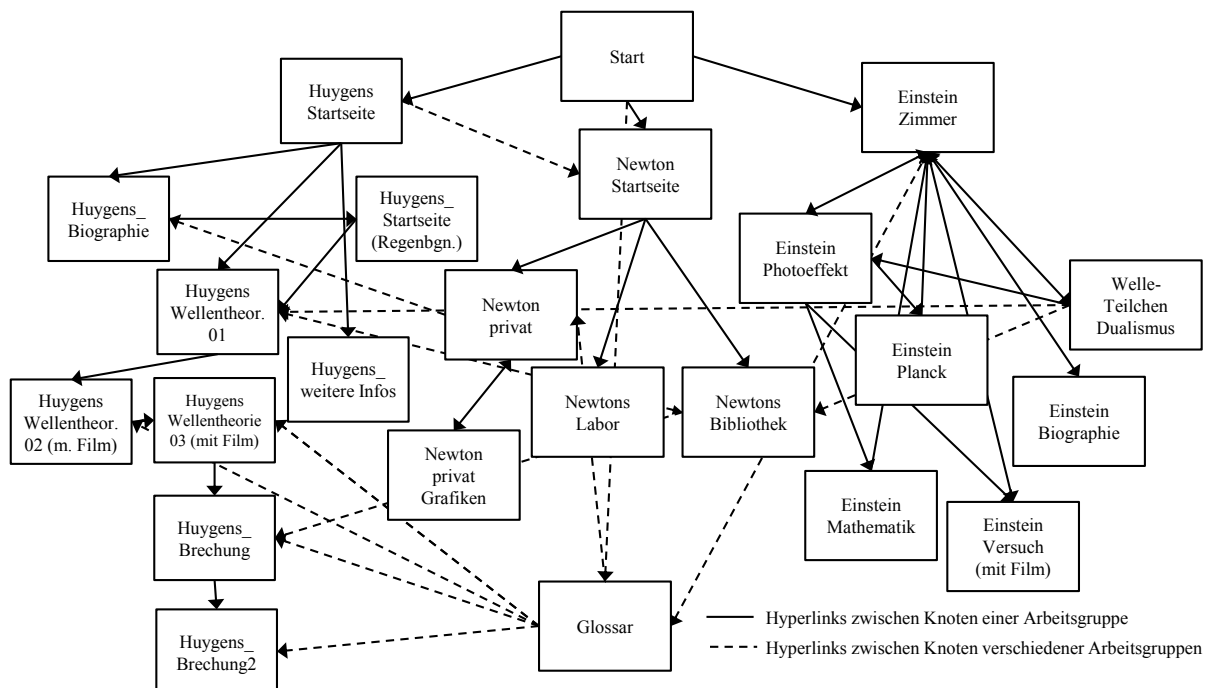 Start
Huygens
Startseite
Einstein
Zimmer
Newton
Startseite
Huygens_
Biographie
Huygens_
Startseite
(Regenbgn.)
Einstein
Photoeffekt
Welle-
Teilchen
Dualismus
Huygens
Wellentheor.
01
Newton
privat
Einstein
Planck
Huygens_
weitere Infos
Huygens
Wellentheor.
02 (m. Film)
Huygens
Wellentheorie
03 (mit Film)
Newtons
Labor
Newtons
Bibliothek
Einstein
Biographie
Newton
privat
Grafiken
Einstein
Mathematik
Einstein
Versuch
(mit Film)
Huygens_
Brechung
Glossar
Huygens_
Brechung2
Hyperlinks zwischen Knoten einer Arbeitsgruppe
Hyperlinks zwischen Knoten verschiedener Arbeitsgruppen